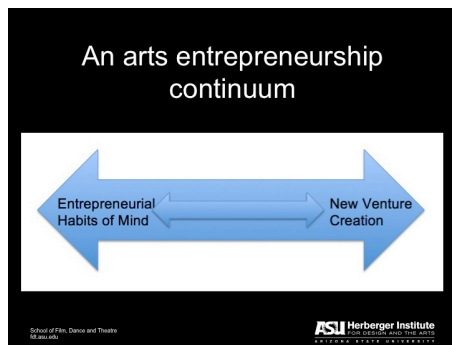 An arts entrepreneurship
continuum
Entrepreneurial
Habits of Mind
New Venture
Creation
School of Film, Dance and Theatre
fdt.asu.edu
ASU Herberger Institute
FOR DESIGN AND THE ARTS
ARIZONA STATE UNIVERSITY